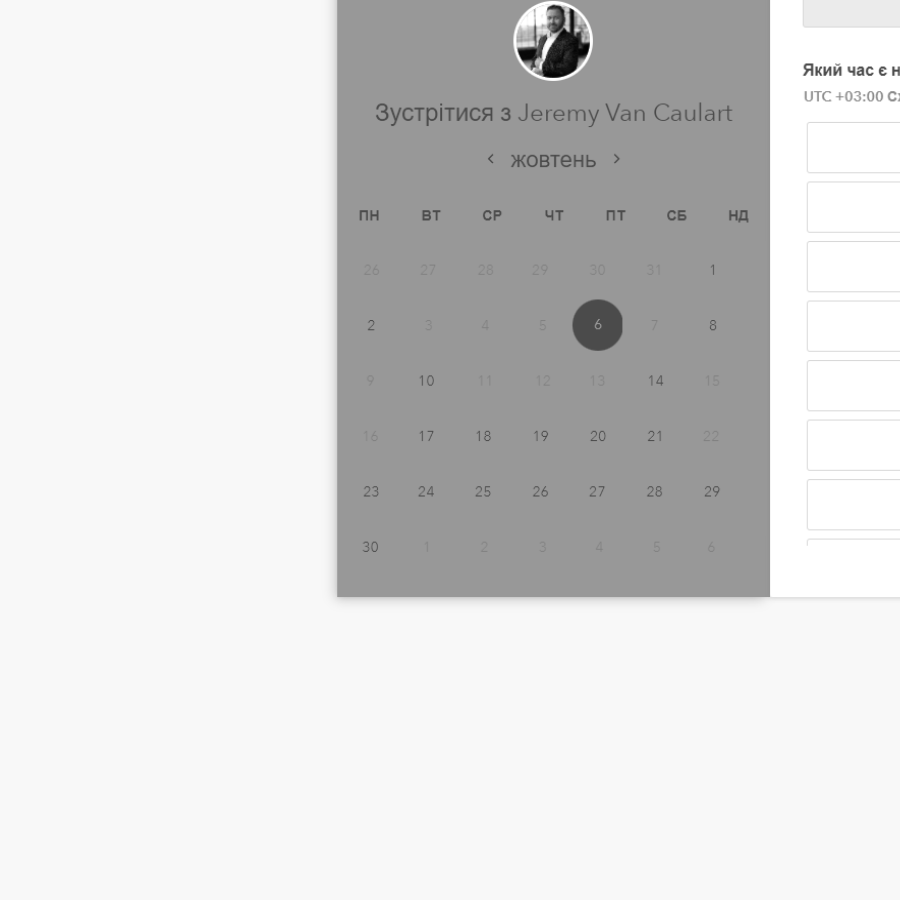 Зустрітися з Jeremy Van Caulart
жовтень
ПН ВТ СР ЧТ ПТ СБ НД
26 27 28 29 30 31 1
2 3 4 5 6 7 8
9 10 11 12 13 14 15
16 17 18 19 20 21 22
23 24 25 26 27 28 29
30 1 2 3 4 5 6
Який час є
UTC +03:00